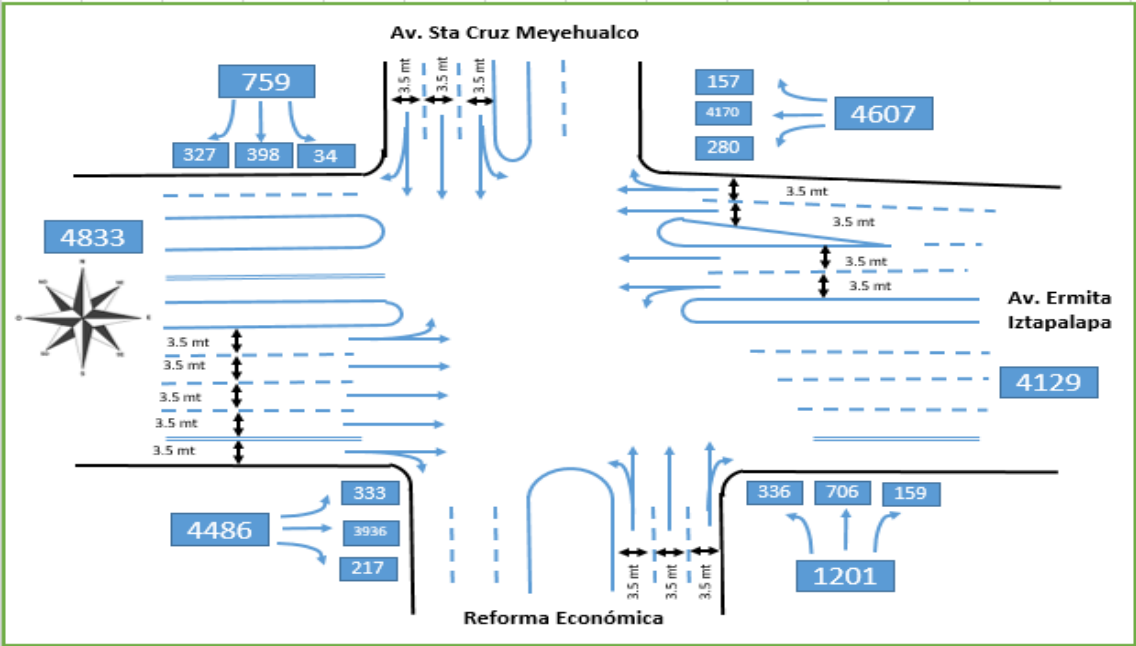 Av. Sta Cruz Meyehualco
759
327 398 34
3.5 mt
3.5 mt
3.5 mt
157
4170
280
4607
3.5 mt
3.5 mt
3.5 mt
3.5 mt
4833
Av. Ermita
Iztapalapa
3.5 mt
3.5 mt
3.5 mt
3.5 mt
3.5 mt
4129
4486
333
3936
217
3.5 mt
3.5 mt
3.5 mt
336 706 159
1201
Reforma Económica